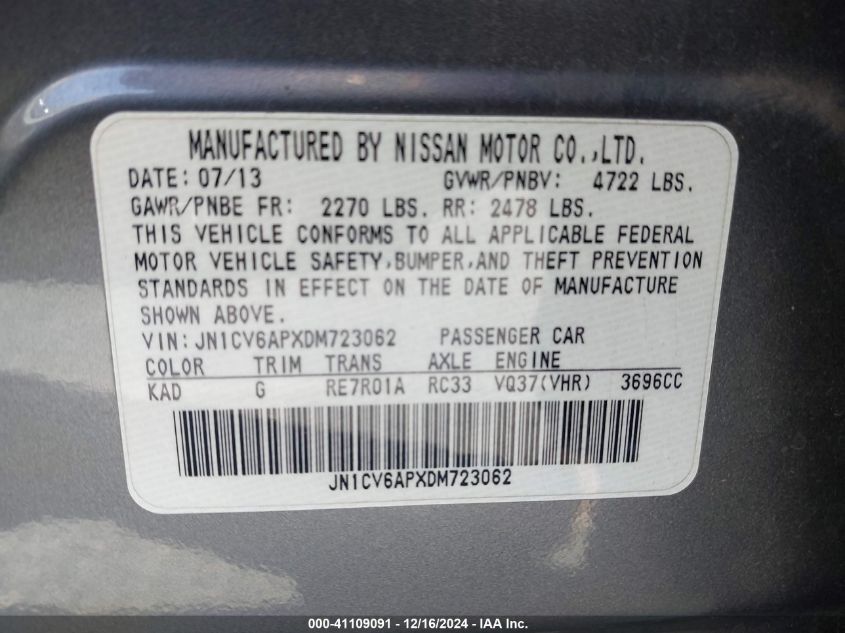 MANUFACTURED BY NISSAN MOTOR CO.,LTD.
DATE: 07/13 GVWR/PNBV: 4722 LBS.
GAWR/PNBE FR: 2270 LBS. RR: 2478 LBS.
THIS VEHICLE CONFORMS TO ALL APPLICABLE FEDERAL
MOTOR VEHICLE SAFETY,BUMPER,AND THEFT PREVENTION
STANDARDS IN EFFECT ON THE DATE OF MANUFACTURE
SHOWN ABOVE.
VIN: JN1CV6APXDM723062 PASSENGER CAR
COLOR TRIM TRANS AXLE ENGINE
KAD G RE7R01A RC33 VQ37(VHR) 3696CC
JN1CV6APXDM723062
000-41109091 - 12/16/2024 - IAA Inc.